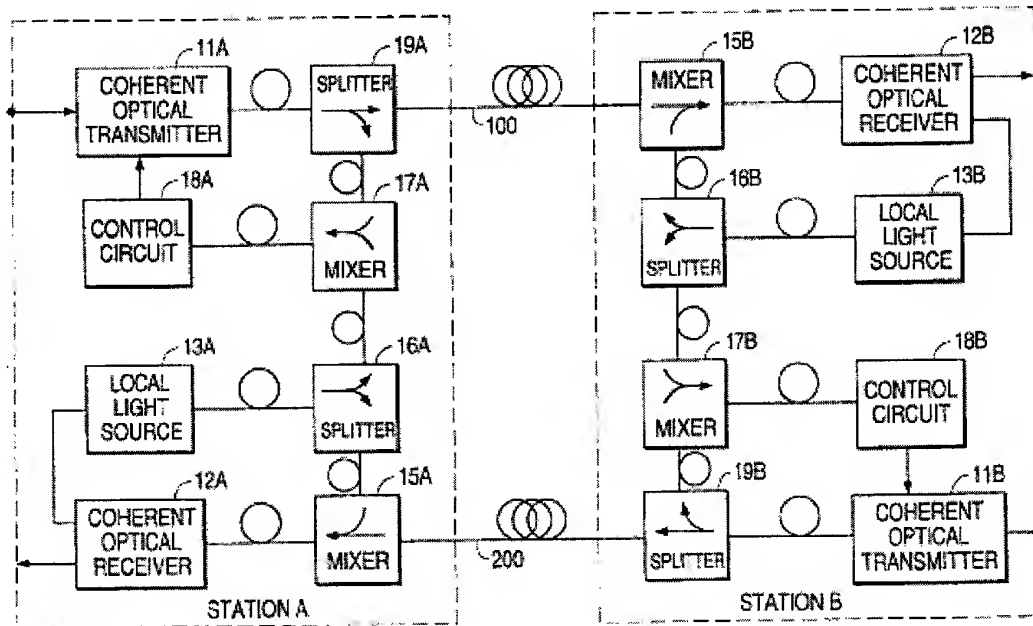 11A
COHERENT
OPTICAL
TRANSMITTER
19A
SPLITTER
100
15B
MIXER
12B
COHERENT
OPTICAL
RECEIVER
18A
CONTROL
CIRCUIT
17A
MIXER
16B
SPLITTER
13B
LOCAL
LIGHT
SOURCE
13A
LOCAL
LIGHT
SOURCE
16A
SPLITTER
17B
MIXER
18B
CONTROL
CIRCUIT
12A
COHERENT
OPTICAL
RECEIVER
15A
MIXER
200
19B
SPLITTER
11B
COHERENT
OPTICAL
TRANSMITTER
STATION A
STATION B